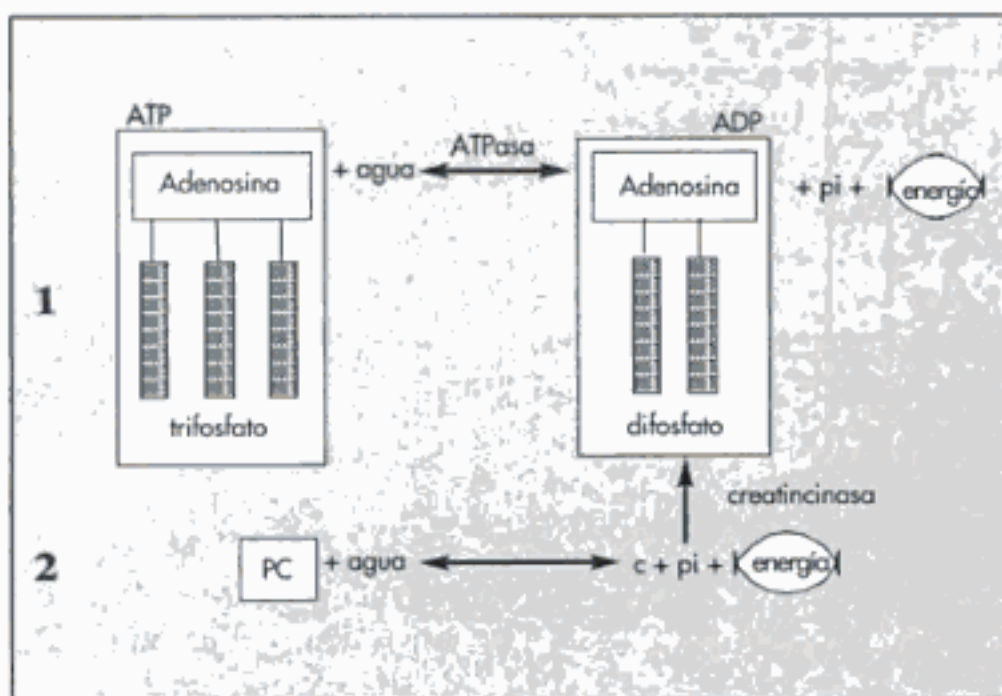 ATP
Adenosina
trifosfato
+ agua
ATPasa
ADP
Adenosina
difosfato
+ pi +
energía
1
creatincinasa
2
PC
+ agua
c + pi +
energía